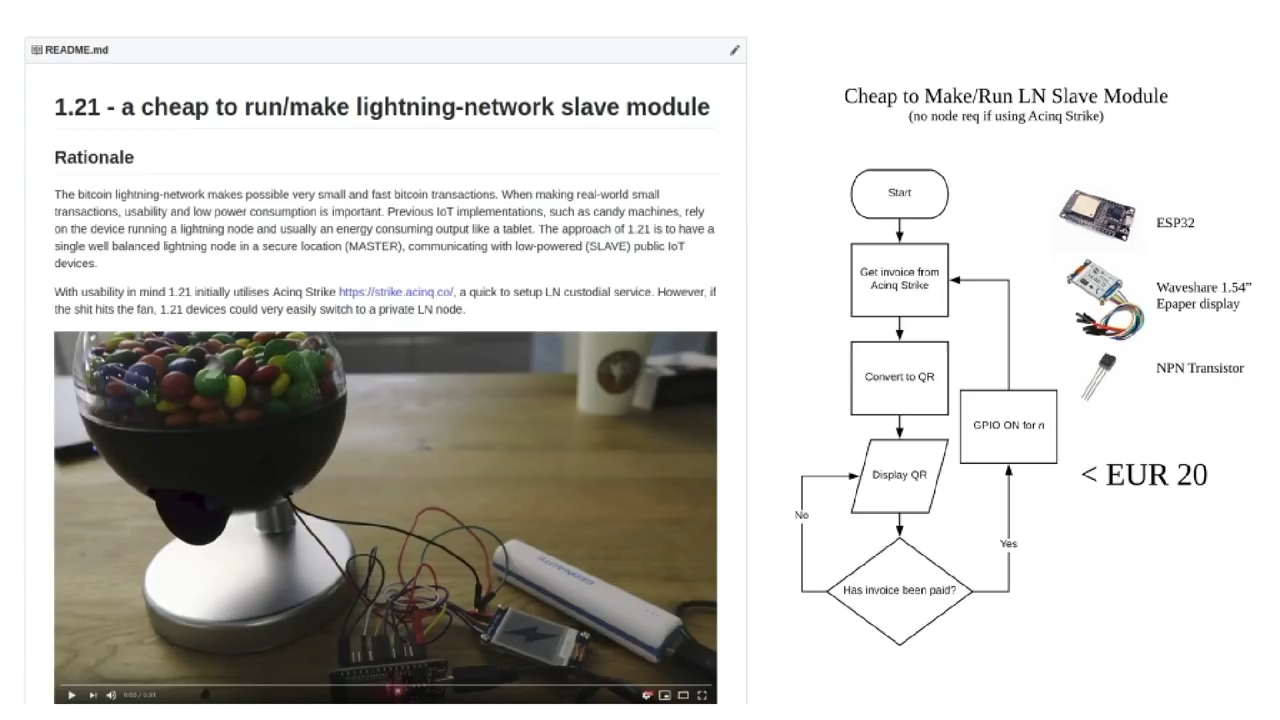 README.md
1.21 - a cheap to run/make lightning-network slave module
Rationale
The bitcoin lightning-network makes possible very small and fast bitcoin transactions. When making real-world small
transactions, usability and low power consumption is important. Previous IoT implementations, such as candy machines, rely
on the device running a lightning node and usually an energy consuming output like a tablet. The approach of 1.21 is to have a
single well balanced lightning node in a secure location (MASTER), communicating with low-powered (SLAVE) public IoT
devices.
With usability in mind 1.21 initially utilises Acinq Strike https://strike.acinq.co/, a quick to setup LN custodial service. However, if
the shit hits the fan, 1.21 devices could very easily switch to a private LN node.
Cheap to Make/Run LN Slave Module
(no node req if using Acinq Strike)
Start
Get invoice from
Acinq Strike
Convert to QR
GPIO ON for n
Display QR
No
Yes
Has invoice been paid?
ESP32
Waveshare 1.54”
Epaper display
NPN Transistor
< EUR 20